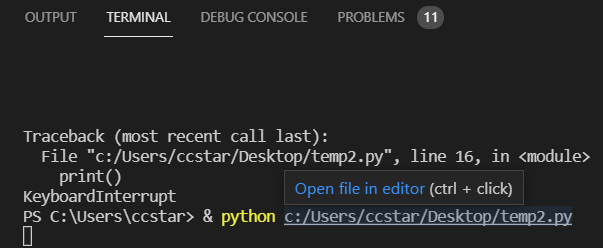 OUTPUT TERMINAL DEBUG CONSOLE PROBLEMS 11
Traceback (most recent call last):
  File "c:/Users/ccstar/Desktop/temp2.py", line 16, in <module>
    print()
Open file in editor (ctrl + click)
KeyboardInterrupt
PS C:\Users\ccstar> & python c:/Users/ccstar/Desktop/temp2.py